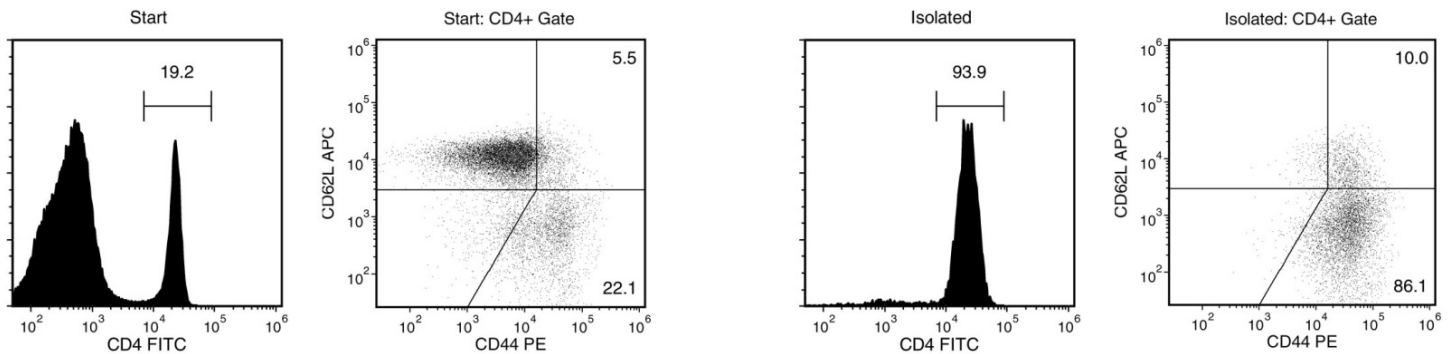 Start
19.2
10² 10³ 10⁴ 10⁵ 10⁶
CD4 FITC
Start: CD4+ Gate
10⁶
10⁵
10⁴
10³
10²
CD62L APC
5.5
22.1
10² 10³ 10⁴ 10⁵ 10⁶
CD44 PE
Isolated
93.9
10² 10³ 10⁴ 10⁵ 10⁶
CD4 FITC
Isolated: CD4+ Gate
10⁶
10⁵
10⁴
10³
10²
CD62L APC
10.0
86.1
10² 10³ 10⁴ 10⁵ 10⁶
CD44 PE